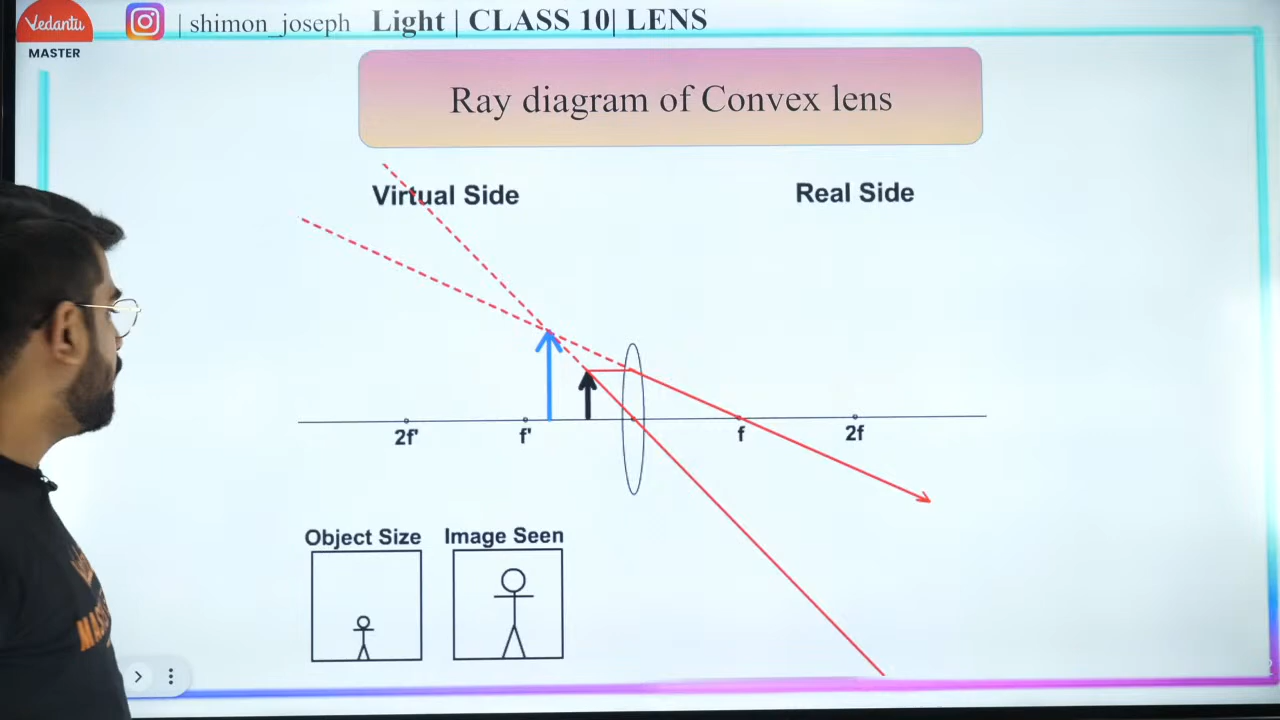 Vedantu
MASTER
| shimon_joseph
Light | CLASS 10| LENS
Ray diagram of Convex lens
Virtual Side
Real Side
2f'
f'
f
2f
Object Size
Image Seen